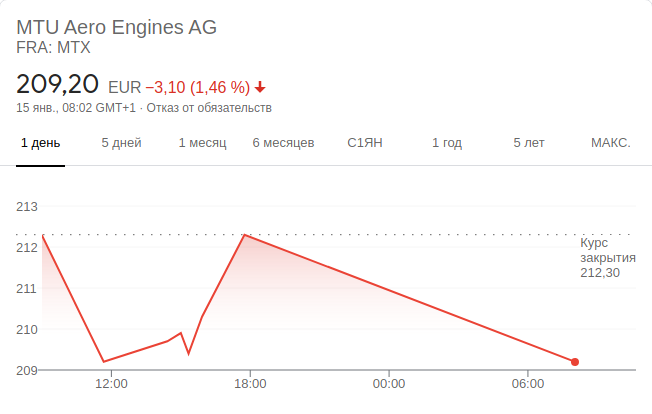 MTU Aero Engines AG
FRA: MTX
209,20 EUR −3,10 (1,46 %)
15 янв., 08:02 GMT+1 · Отказ от обязательств
1 день 5 дней 1 месяц 6 месяцев С1ЯН 1 год 5 лет МАКС.
213
212
211
210
209
Курс
закрытия
212,30
12:00 18:00 00:00 06:00